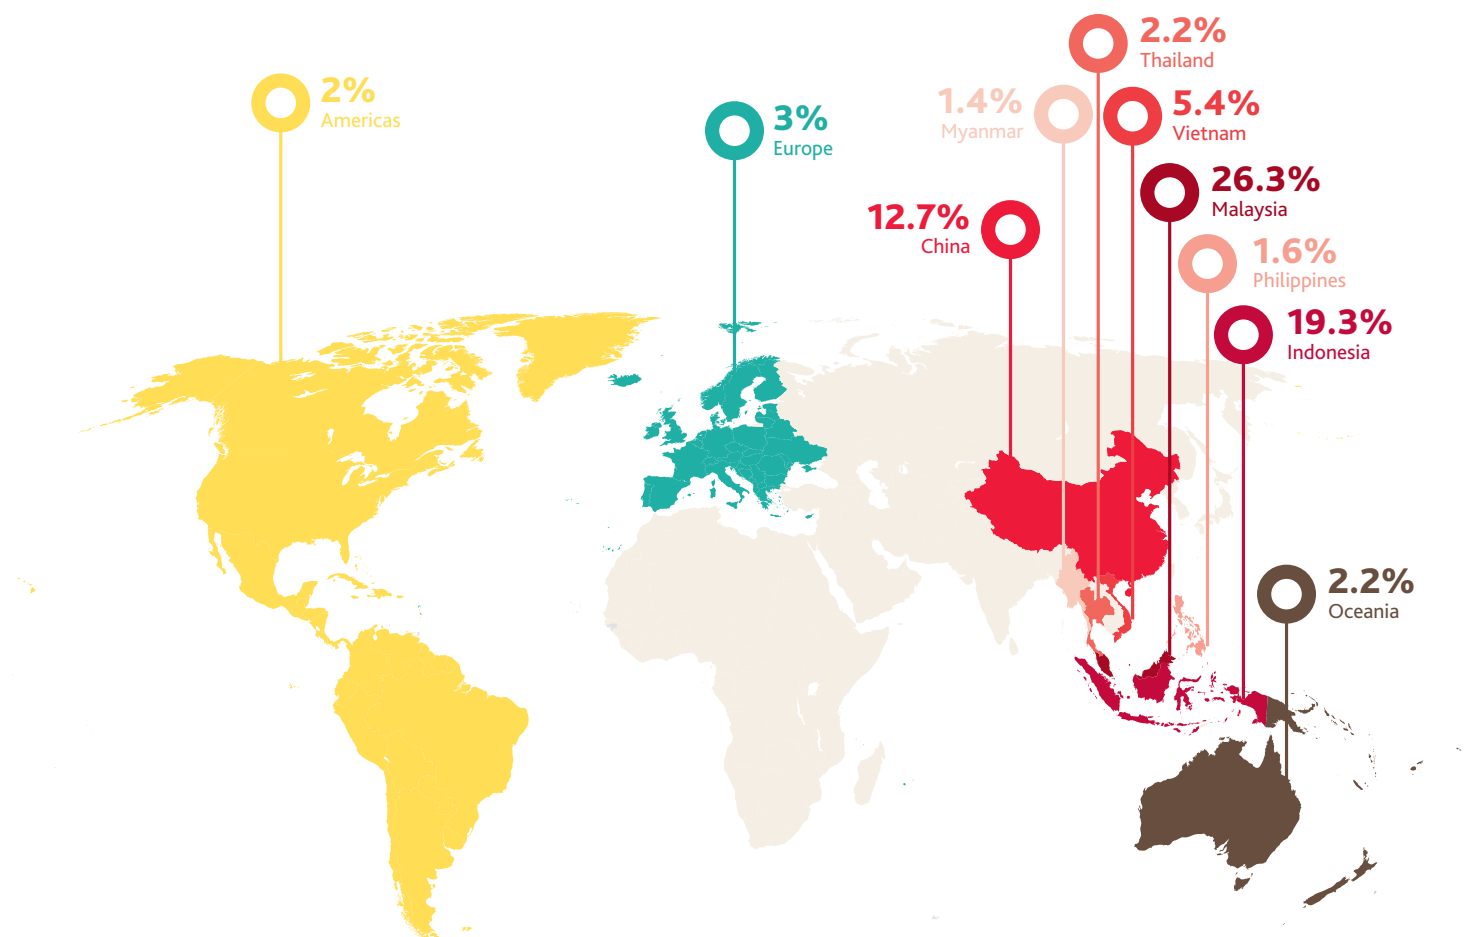 2%
Americas
3%
Europe
2.2%
Thailand
1.4%
Myanmar
5.4%
Vietnam
26.3%
Malaysia
12.7%
China
1.6%
Philippines
19.3%
Indonesia
2.2%
Oceania